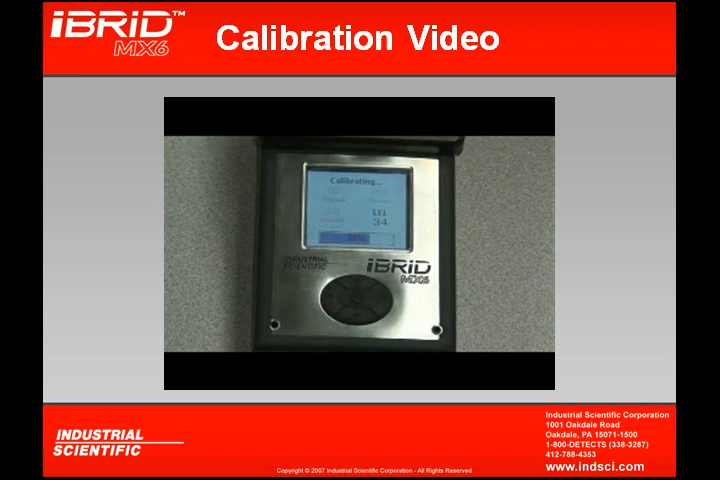 iBRiD™
MX6
Calibration Video
Calibrating...
LEL
34
INDUSTRIAL
SCIENTIFIC
iBRiD
MX6
INDUSTRIAL
SCIENTIFIC
Industrial Scientific Corporation
1001 Oakdale Road
Oakdale, PA 15071-1500
1-800-DETECTS (338-3287)
412-788-4353
www.indsci.com
Copyright © 2007 Industrial Scientific Corporation - All Rights Reserved